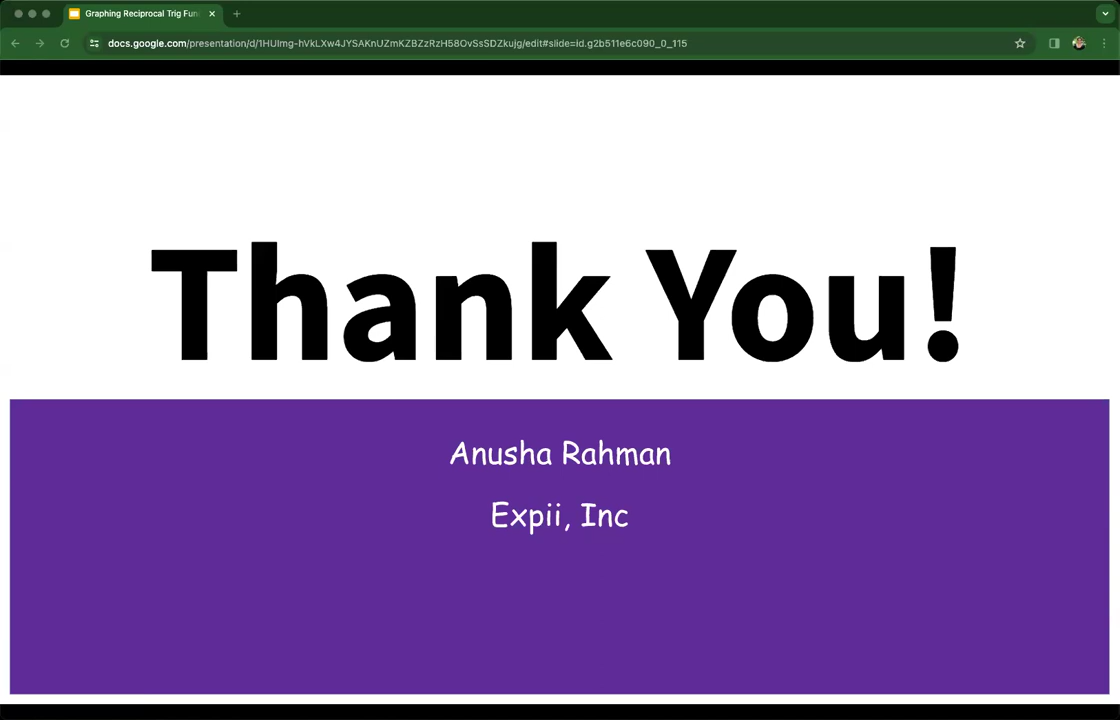 Graphing Reciprocal Trig Fun
docs.google.com/presentation/d/1HUlmg-hVkLXw4JYSAKnUZmKZBZzRzH58OvSsSDZkujg/edit#slide=id.g2b511e6c090_0_115
Thank You!
Anusha Rahman
Expii, Inc